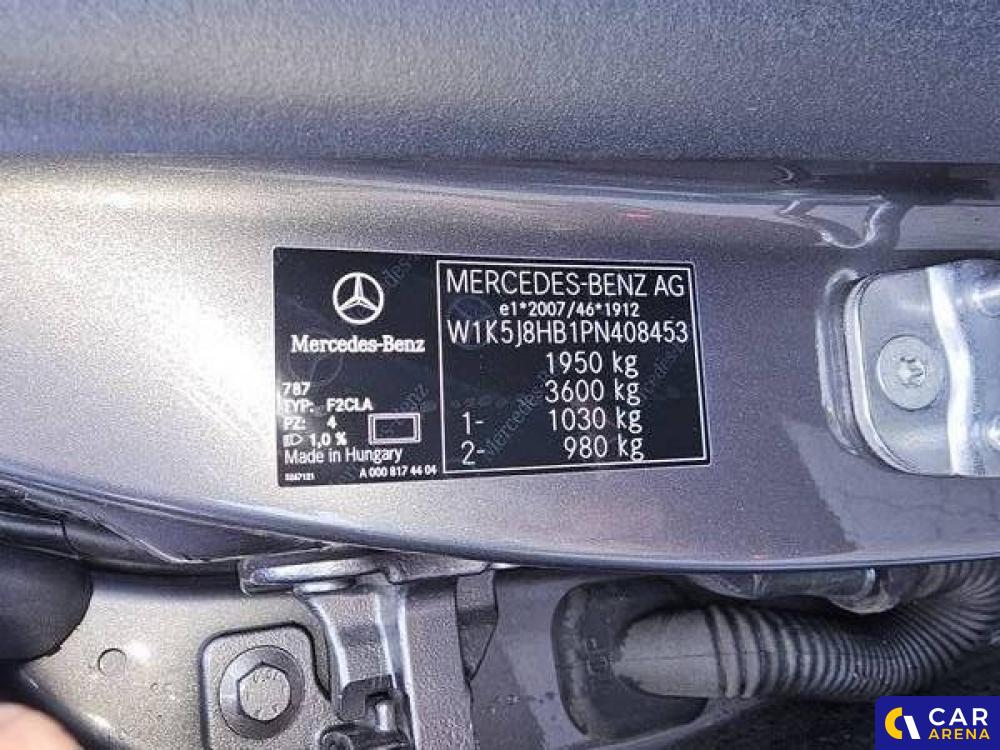 Mercedes-Benz
787
TYP: F2CLA
PZ: 4
1,0 %
Made in Hungary
A 000 817 44 04
MERCEDES-BENZ AG
e1*2007/46*1912
W1K5J8HB1PN408453
1950 kg
3600 kg
1- 1030 kg
2- 980 kg
CAR
ARENA